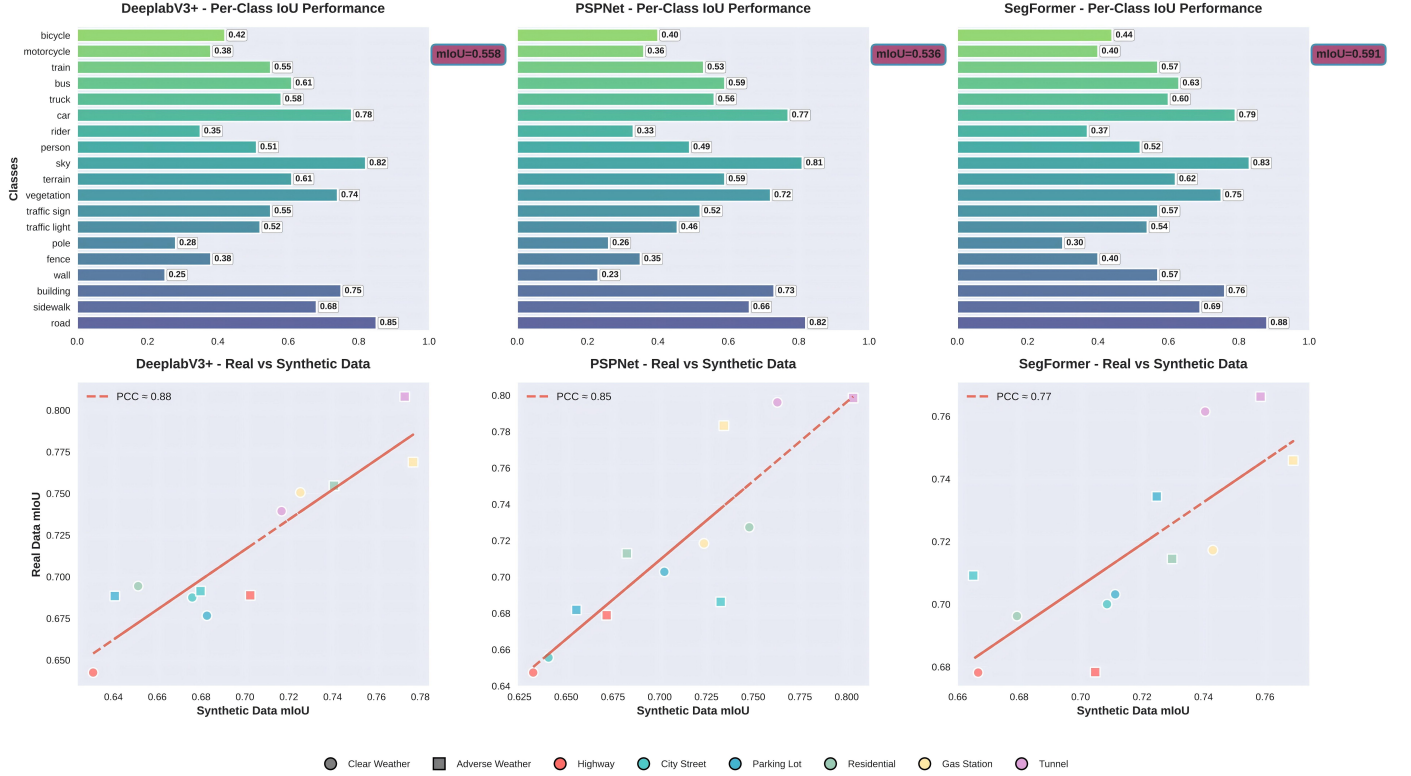 DeeplabV3+ - Per-Class IoU Performance
Classes
bicycle 0.42
motorcycle 0.38
train 0.55
bus 0.61
truck 0.58
car 0.78
rider 0.35
person 0.51
sky 0.82
terrain 0.61
vegetation 0.74
traffic sign 0.55
traffic light 0.52
pole 0.28
fence 0.38
wall 0.25
building 0.75
sidewalk 0.68
road 0.85
0.0 0.2 0.4 0.6 0.8 1.0
mIoU=0.558
PSPNet - Per-Class IoU Performance
0.40
0.36
0.53
0.59
0.56
0.77
0.33
0.49
0.81
0.59
0.72
0.52
0.46
0.26
0.35
0.23
0.73
0.66
0.82
0.0 0.2 0.4 0.6 0.8 1.0
mIoU=0.536
SegFormer - Per-Class IoU Performance
0.44
0.40
0.57
0.63
0.60
0.79
0.37
0.52
0.83
0.62
0.75
0.57
0.54
0.30
0.40
0.57
0.76
0.69
0.88
0.0 0.2 0.4 0.6 0.8 1.0
mIoU=0.591
DeeplabV3+ - Real vs Synthetic Data
PCC ≈ 0.88
Real Data mIoU
0.800
0.775
0.750
0.725
0.700
0.675
0.650
0.64 0.66 0.68 0.70 0.72 0.74 0.76 0.78
Synthetic Data mIoU
PSPNet - Real vs Synthetic Data
PCC ≈ 0.85
0.80
0.78
0.76
0.74
0.72
0.70
0.68
0.66
0.64
0.625 0.650 0.675 0.700 0.725 0.750 0.775 0.800
Synthetic Data mIoU
SegFormer - Real vs Synthetic Data
PCC ≈ 0.77
0.76
0.74
0.72
0.70
0.68
0.66 0.68 0.70 0.72 0.74 0.76
Synthetic Data mIoU
Clear Weather Adverse Weather Highway City Street Parking Lot Residential Gas Station Tunnel